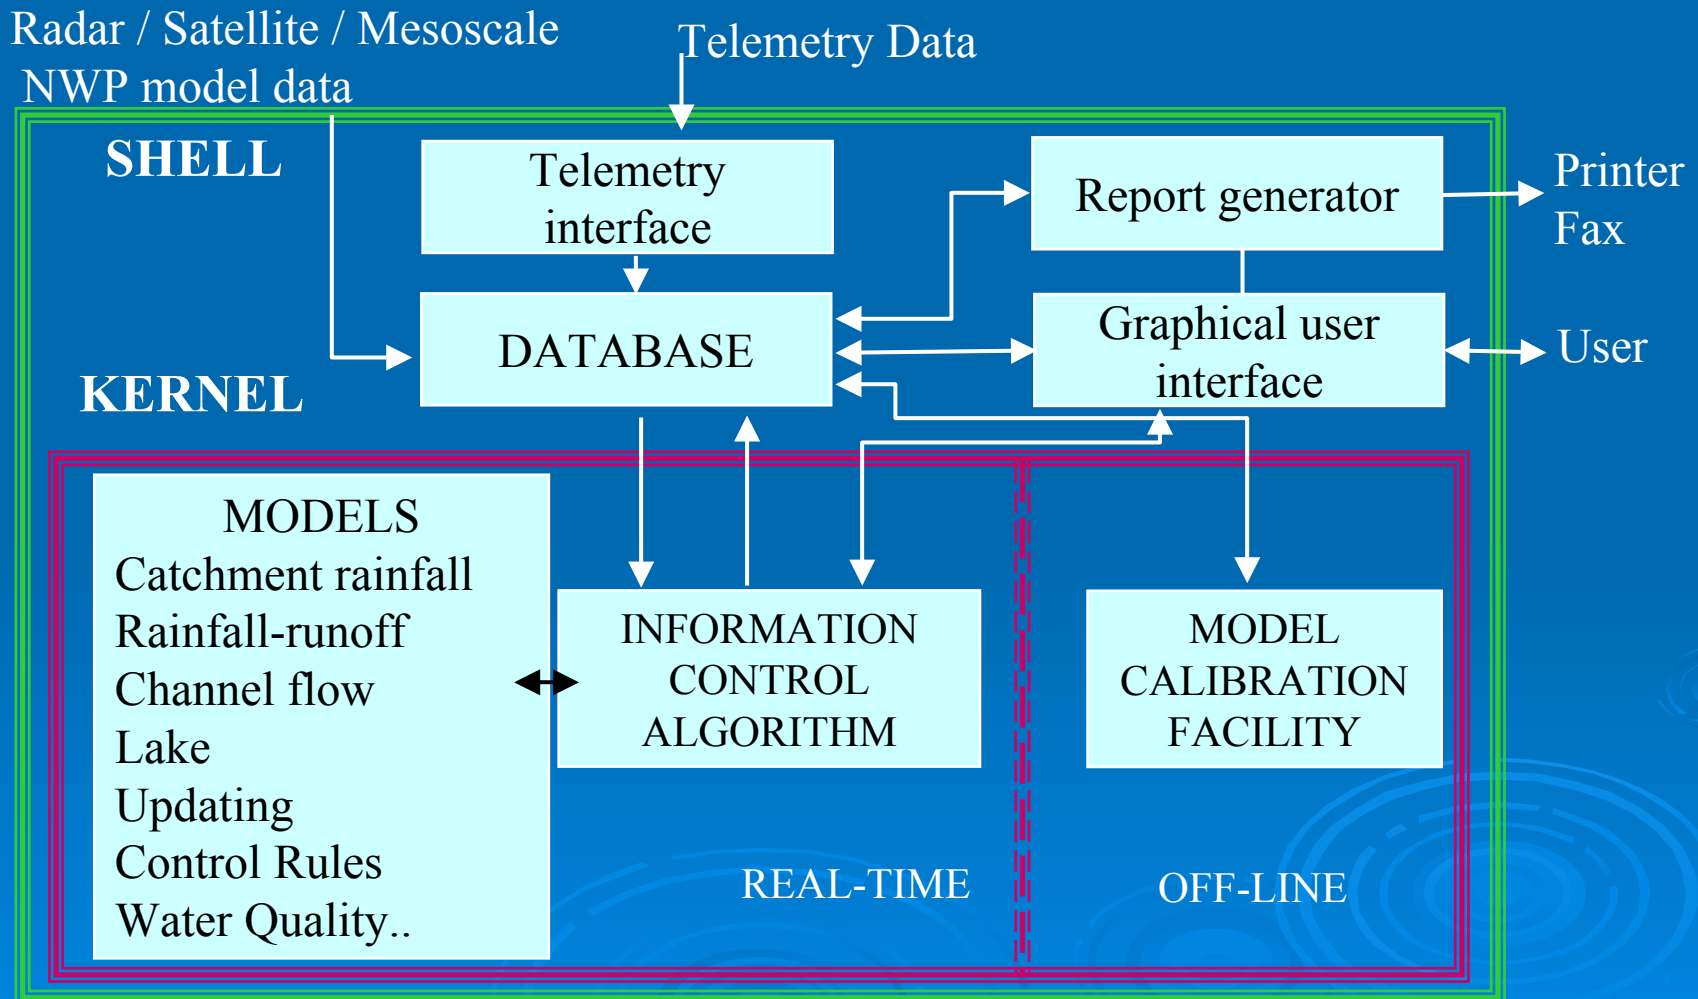 Radar / Satellite / Mesoscale
NWP model data
Telemetry Data
SHELL
Telemetry
interface
Report generator
Printer
Fax
DATABASE
Graphical user
interface
User
KERNEL
MODELS
Catchment rainfall
Rainfall-runoff
Channel flow
Lake
Updating
Control Rules
Water Quality..
INFORMATION
CONTROL
ALGORITHM
MODEL
CALIBRATION
FACILITY
REAL-TIME
OFF-LINE